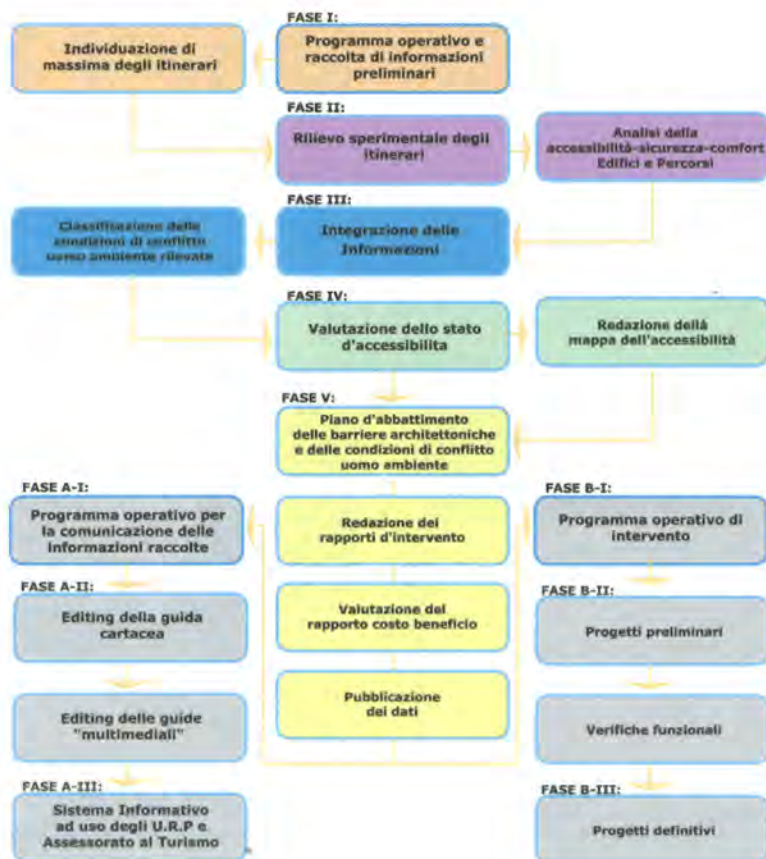 FASE I:
Individuazione di
massima degli itinerari
Programma operativo e
raccolta di informazioni
preliminari
FASE II:
Rilievo sperimentale degli
itinerari
Analisi della
accessibilità-sicurezza-comfort
Edifici e Percorsi
FASE III:
Classificazione delle
condizioni di conflitto
uomo ambiente rilevate
Integrazione delle
Informazioni
FASE IV:
Valutazione dello stato
d'accessibilita
Redazione della
mappa dell'accessibilità
FASE V:
Piano d'abbattimento
delle barriere architettoniche
e delle condizioni di conflitto
uomo ambiente
Redazione dei
rapporti d'intervento
Valutazione del
rapporto costo beneficio
Pubblicazione
dei dati
FASE A-I:
Programma operativo per
la comunicazione delle
informazioni raccolte
FASE A-II:
Editing della guida
cartacea
Editing delle guide
"multimediali"
FASE A-III:
Sistema Informativo
ad uso degli U.R.P e
Assessorato al Turismo
FASE B-I:
Programma operativo di
intervento
FASE B-II:
Progetti preliminari
Verifiche funzionali
FASE B-III:
Progetti definitivi